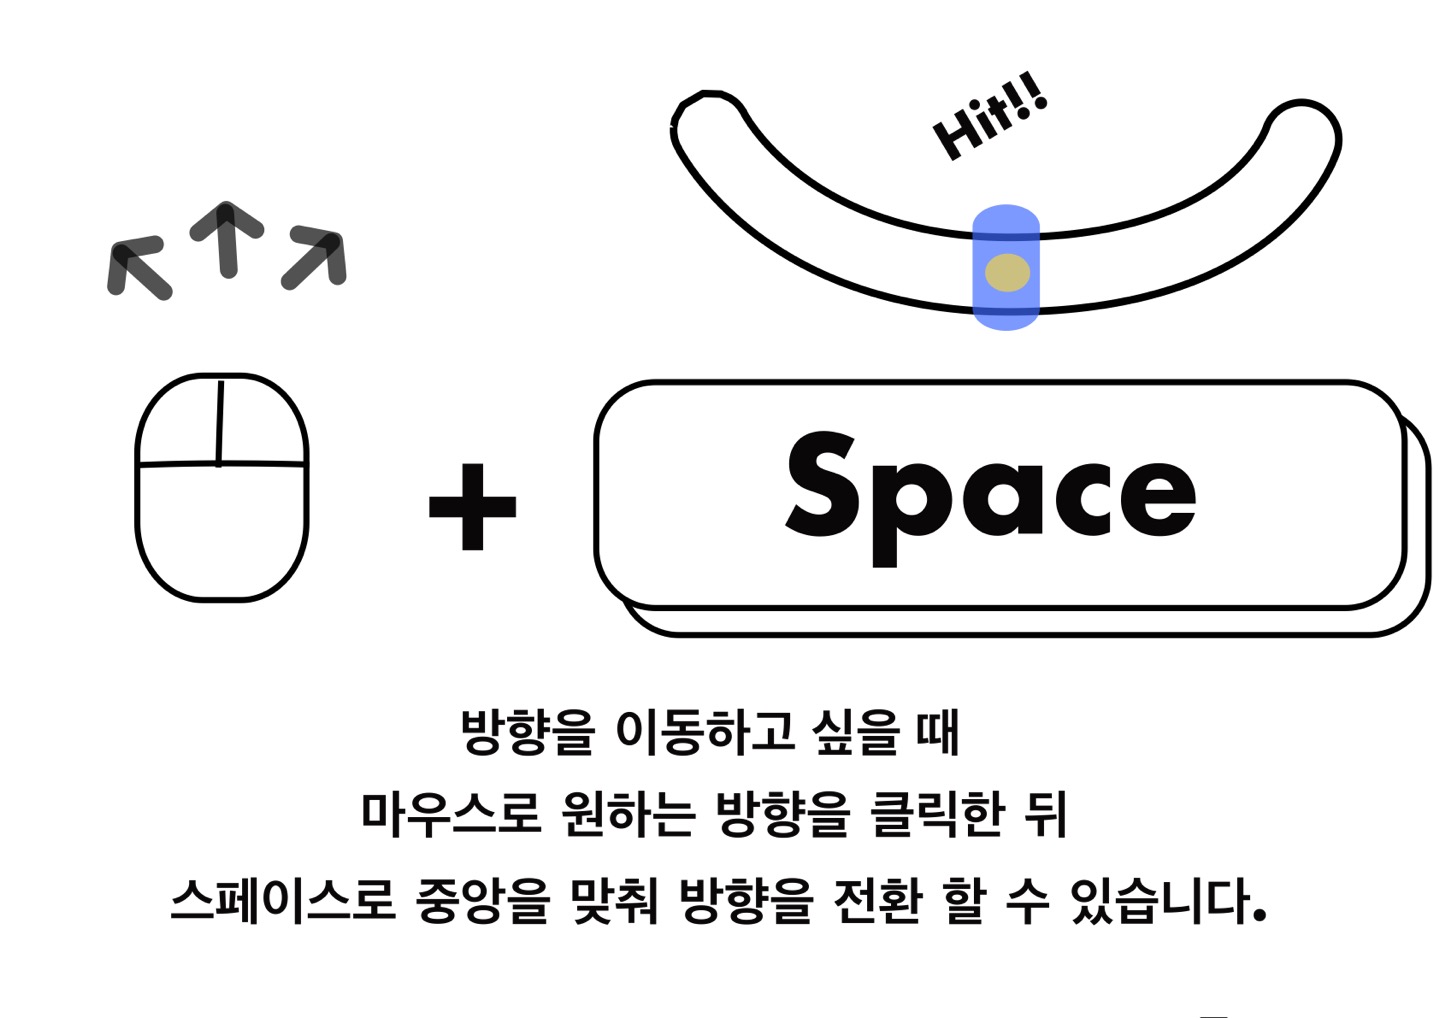 Hit!!
+
Space
방향을 이동하고 싶을 때
마우스로 원하는 방향을 클릭한 뒤
스페이스로 중앙을 맞춰 방향을 전환 할 수 있습니다.